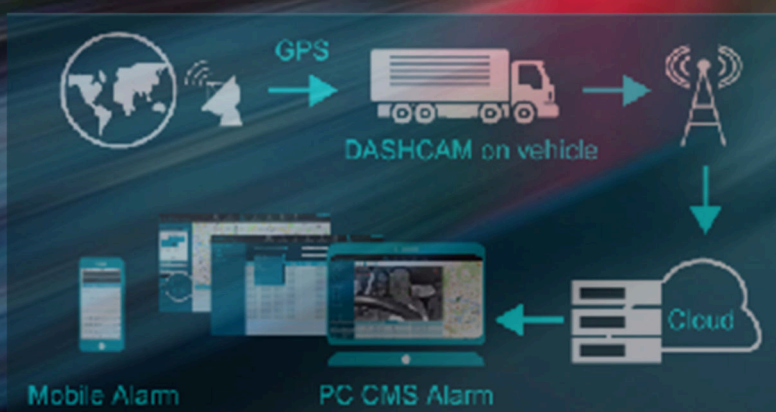 GPS
DASHCAM on vehicle
Cloud
Mobile Alarm
PC CMS Alarm